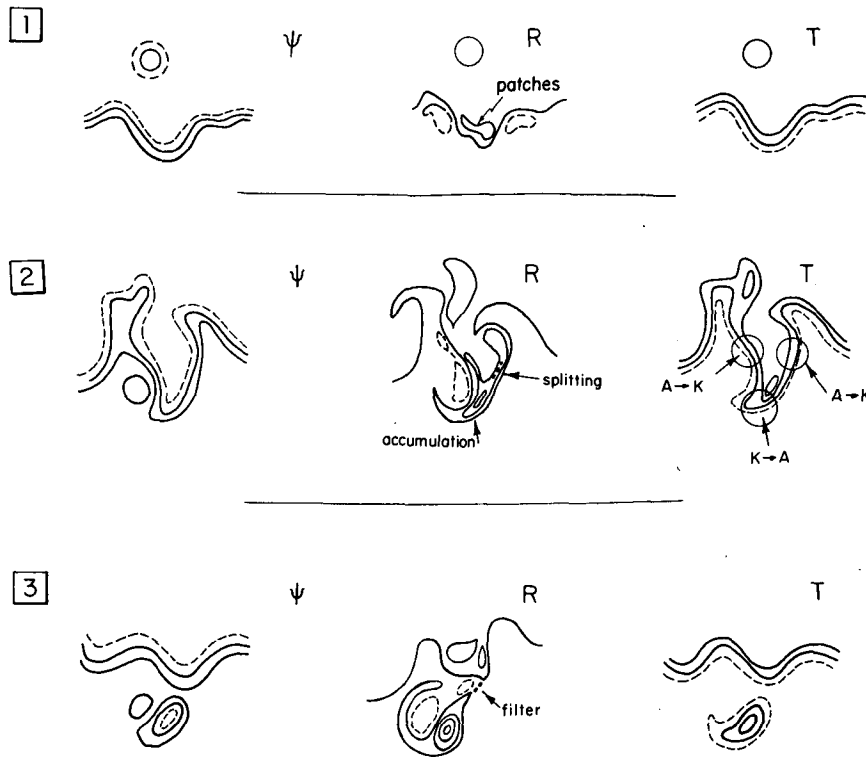 1
ψ
R
T
patches
2
ψ
R
T
splitting
A→K
A→K
accumulation
K→A
3
ψ
R
T
filter